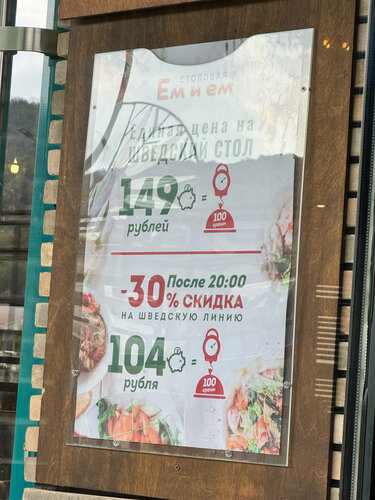 СТОЛОВАЯ
Ем и ем
Единая цена на
ШВЕДСКИЙ СТОЛ
149 =
рублей
100
грамм
-30 После 20:00
% СКИДКА
НА ШВЕДСКУЮ ЛИНИЮ
104 =
рубля
100
грамм